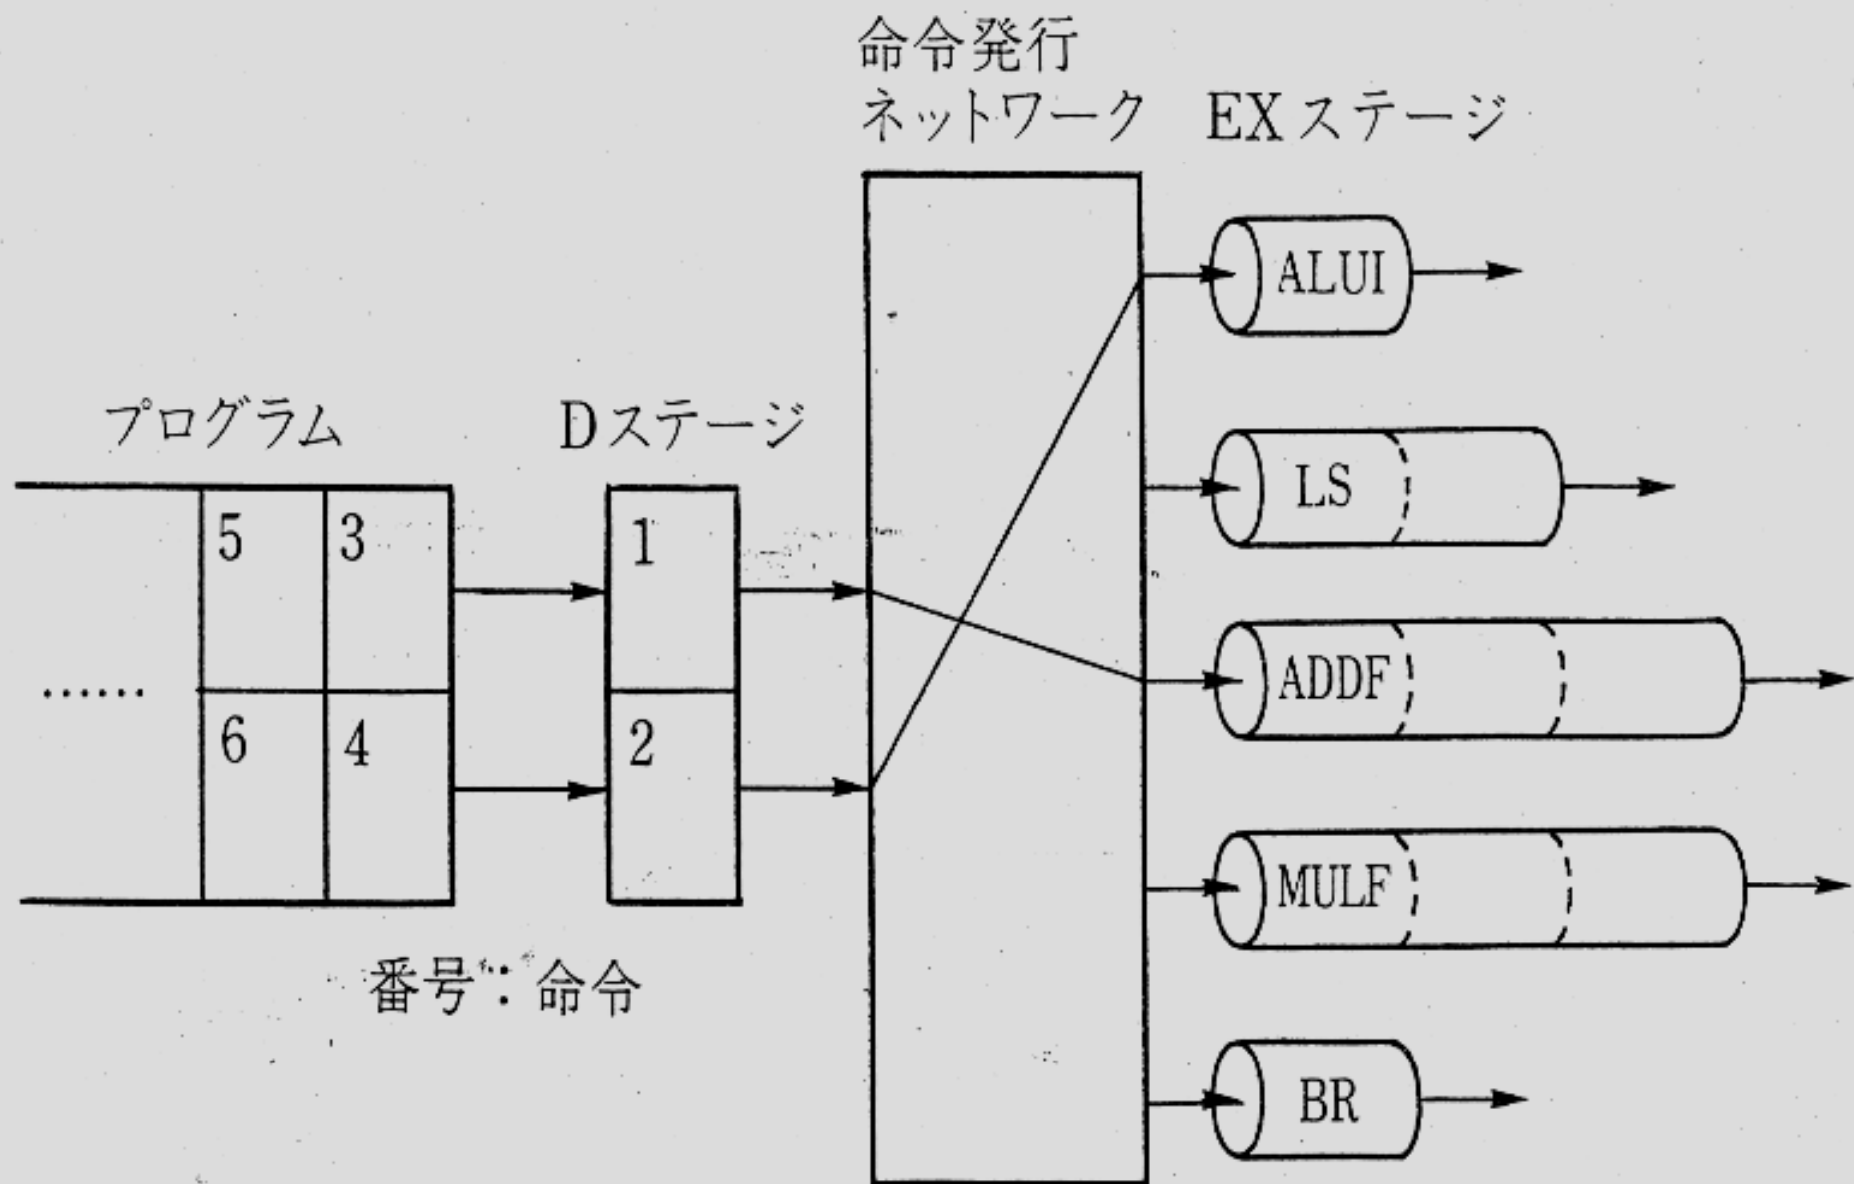 命令発行
ネットワーク
EXステージ
プログラム
Dステージ
5
3
1
......
6
4
2
番号：命令
ALUI
LS
ADDF
MULF
BR